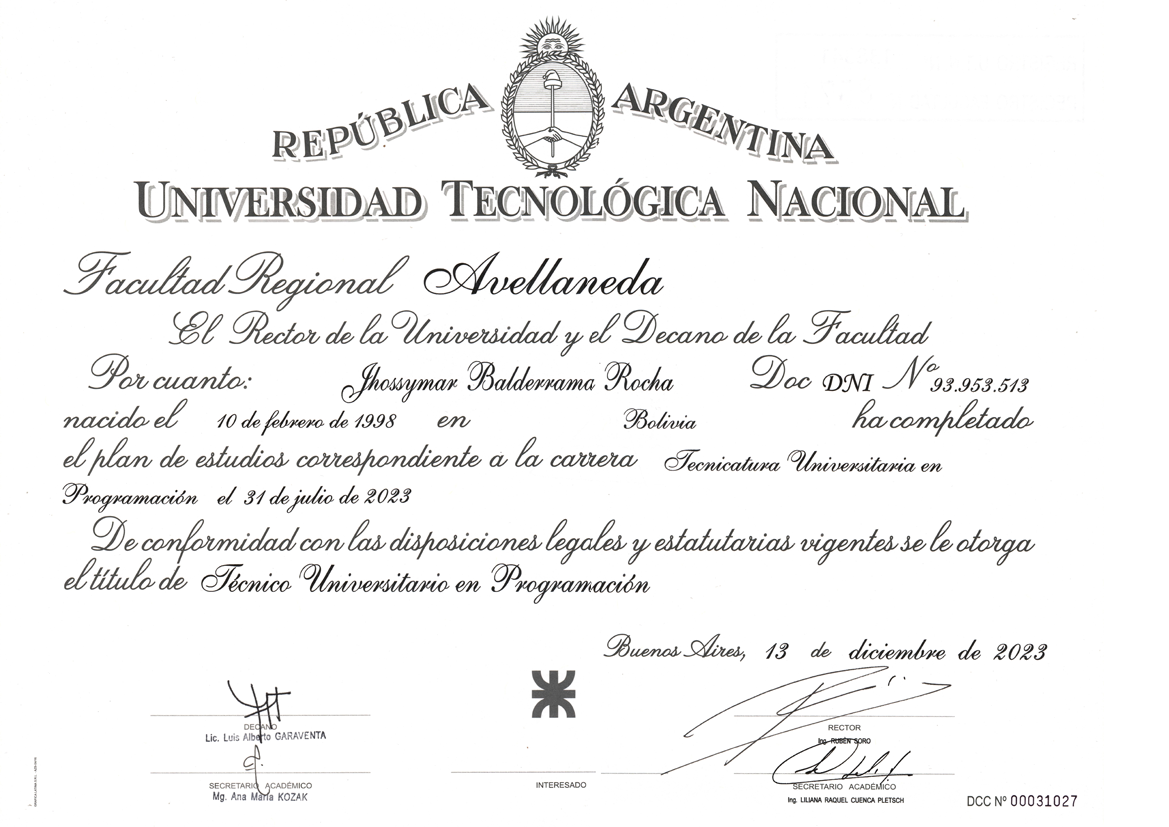 REPÚBLICA ARGENTINA
UNIVERSIDAD TECNOLÓGICA NACIONAL
Facultad Regional Avellaneda
El Rector de la Universidad y el Decano de la Facultad
Por cuanto: Jhossymar Balderrama Rocha Doc DNI Nº 93.953.513
nacido el 10 de febrero de 1998 en Bolivia ha completado
el plan de estudios correspondiente a la carrera Tecnicatura Universitaria en
Programación el 31 de julio de 2023
De conformidad con las disposiciones legales y estatutarias vigentes se le otorga
el título de Técnico Universitario en Programación
Buenos Aires, 13 de diciembre de 2023
DECANO
Lic. Luis Alberto GARAVENTA
RECTOR
Ing. RUBÉN SORO
SECRETARIO ACADÉMICO
Mg. Ana María KOZAK
INTERESADO
SECRETARIO ACADÉMICO
Ing. LILIANA RAQUEL CUENCA PLETSCH
DCC Nº 00031027